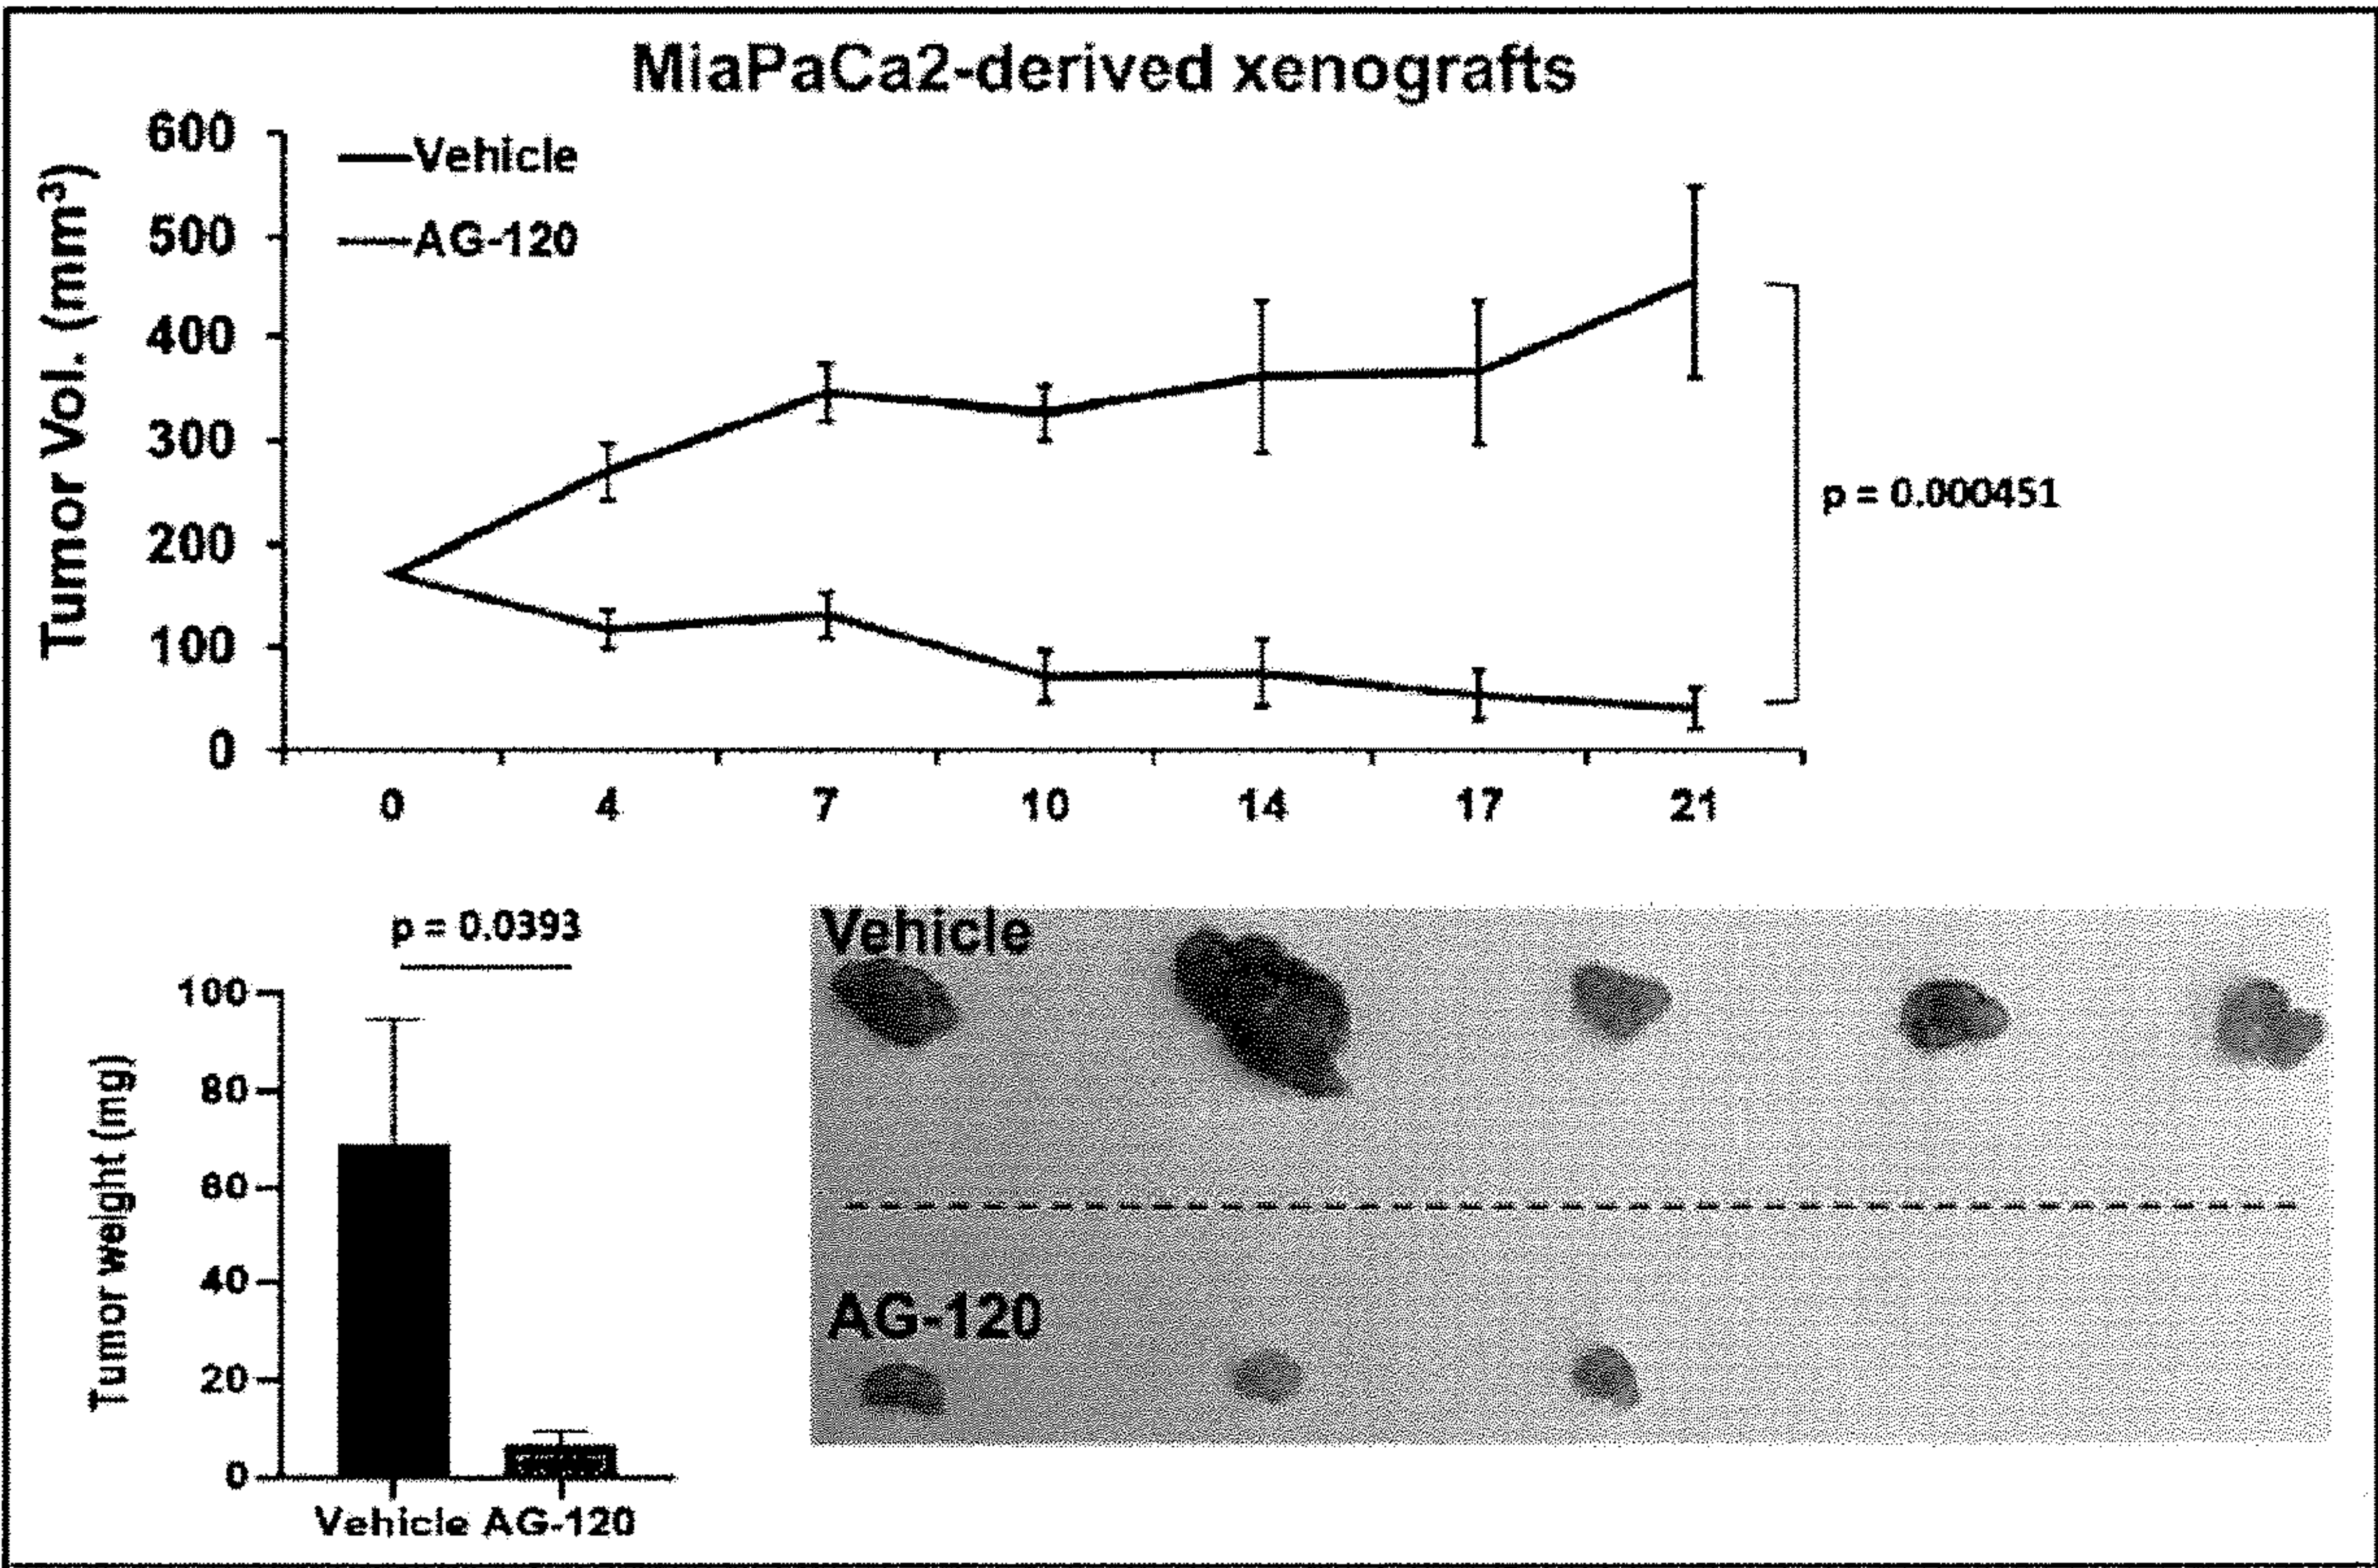 MiaPaCa2-derived xenografts
Tumor Vol. (mm³)
600
500
400
300
200
100
0
Vehicle
AG-120
p = 0.000451
0 4 7 10 14 17 21
p = 0.0393
Tumor weight (mg)
100
80
60
40
20
0
Vehicle AG-120
Vehicle
AG-120